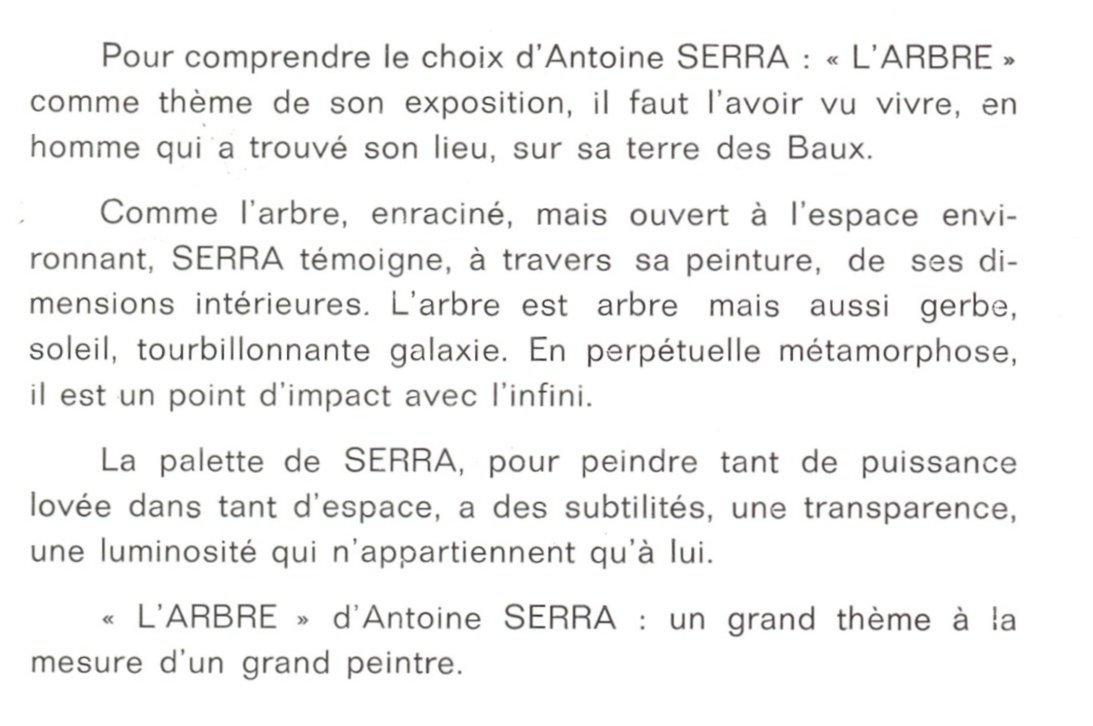 Pour comprendre le choix d'Antoine SERRA : « L'ARBRE »
comme thème de son exposition, il faut l'avoir vu vivre, en
homme qui a trouvé son lieu, sur sa terre des Baux.
Comme l'arbre, enraciné, mais ouvert à l'espace envi-
ronnant, SERRA témoigne, à travers sa peinture, de ses di-
mensions intérieures. L'arbre est arbre mais aussi gerbe,
soleil, tourbillonnante galaxie. En perpétuelle métamorphose,
il est un point d'impact avec l'infini.
La palette de SERRA, pour peindre tant de puissance
lovée dans tant d'espace, a des subtilités, une transparence,
une luminosité qui n'appartiennent qu'à lui.
« L'ARBRE » d'Antoine SERRA : un grand thème à la
mesure d'un grand peintre.